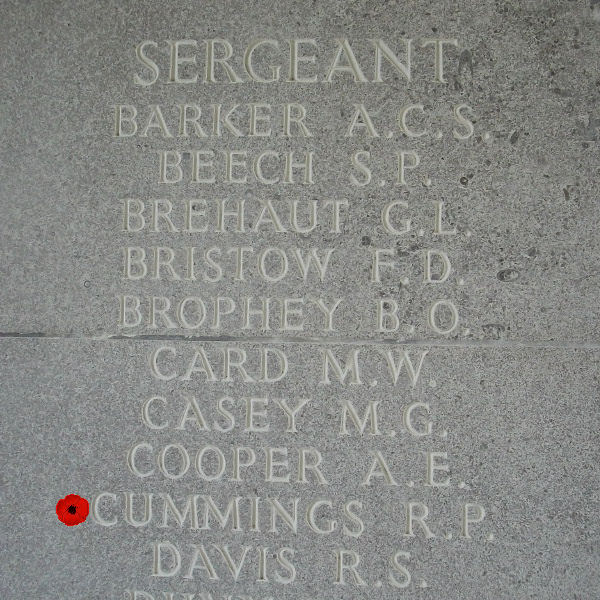 SERGEANT
BARKER A.C.S.
BEECH S.P.
BREHAUT G.L.
BRISTOW F.D.
BROPHEY B.O.
CARD M.W.
CASEY M.G.
COOPER A.E.
CUMMINGS R.P.
DAVIS R.S.